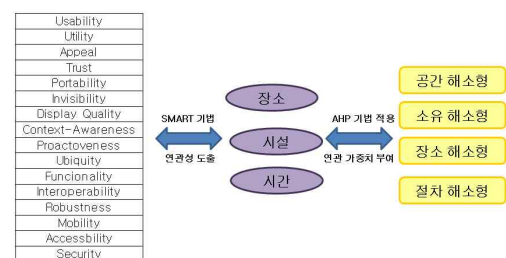 Usability
Utility
Appeal
Trust
Portability
Invisibility
Display Quality
Context-Awareness
Proactoveness
Ubiquity
Funcionality
Interoperability
Robustness
Mobility
Accessbility
Security
SMART 기법
연관성 도출
장소
시설
시간
AHP 기법 적용
연관 가중치 부여
공간 해소형
소유 해소형
장소 해소형
절차 해소형